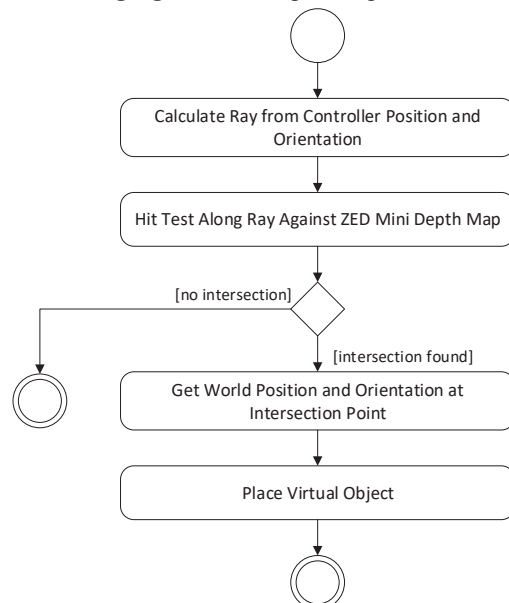 Calculate Ray from Controller Position and
Orientation
Hit Test Along Ray Against ZED Mini Depth Map
[no intersection]
[intersection found]
Get World Position and Orientation at
Intersection Point
Place Virtual Object